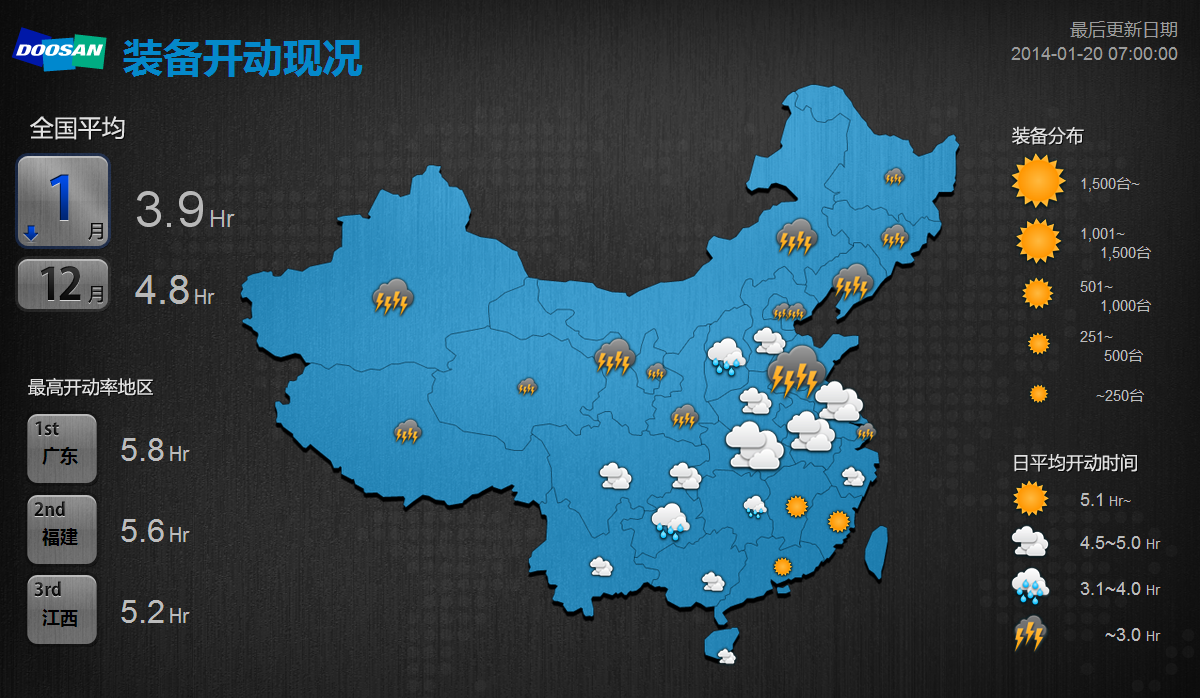 DOOSAN 装备开动现况
最后更新日期
2014-01-20 07:00:00
全国平均
1月
3.9Hr
12月
4.8Hr
最高开动率地区
1st
广东
5.8Hr
2nd
福建
5.6Hr
3rd
江西
5.2Hr
装备分布
1,500台~
1,001~
1,500台
501~
1,000台
251~
500台
~250台
日平均开动时间
5.1 Hr~
4.5~5.0 Hr
3.1~4.0 Hr
~3.0 Hr